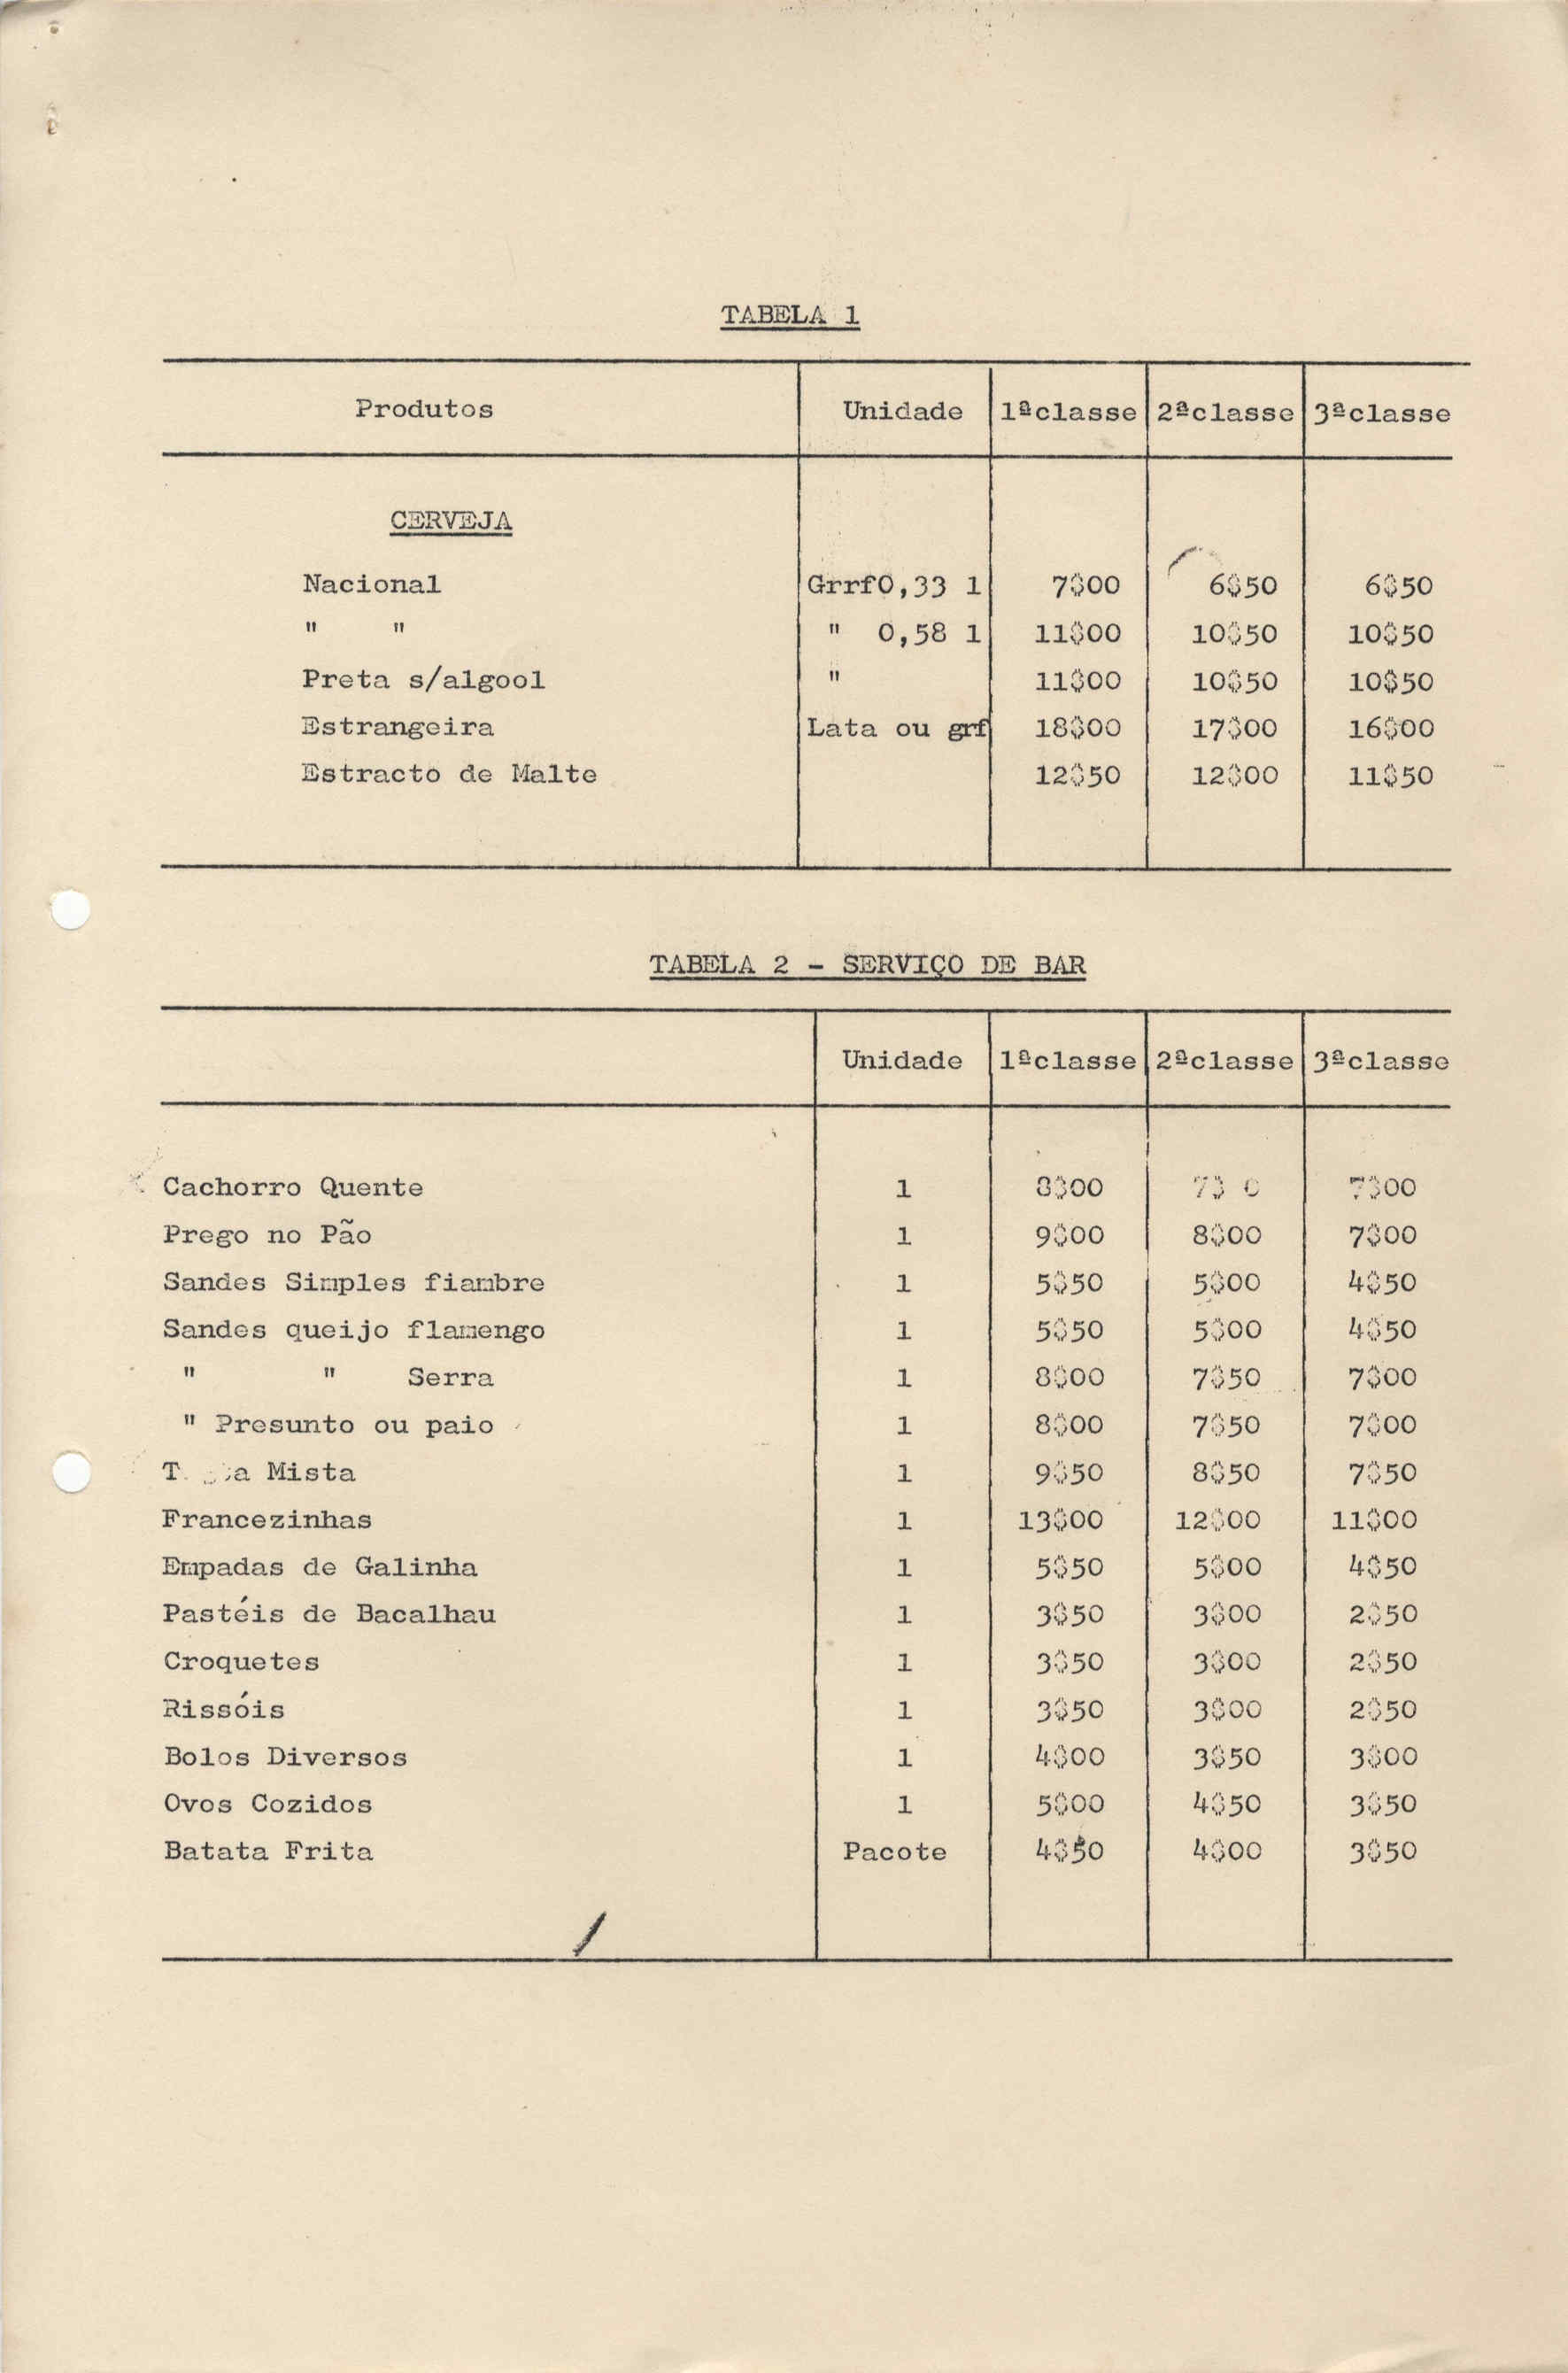 TABELA 1
Produtos Unidade 1ªclasse 2ªclasse 3ªclasse
CERVEJA
Nacional Grrf0,33 l 7$00 6$50 6$50
" " " 0,58 l 11$00 10$50 10$50
Preta s/algool " 11$00 10$50 10$50
Estrangeira Lata ou grf 18$00 17$00 16$00
Estracto de Malte 12$50 12$00 11$50
TABELA 2 - SERVIÇO DE BAR
Unidade 1ªclasse 2ªclasse 3ªclasse
Cachorro Quente 1 8$00 7$00
Prego no Pão 1 9$00 8$00 7$00
Sandes Simples fiambre 1 5$50 5$00 4$50
Sandes queijo flamengo 1 5$50 5$00 4$50
" " Serra 1 8$00 7$50 7$00
" Presunto ou paio 1 8$00 7$50 7$00
Mista 1 9$50 8$50 7$50
Francezinhas 1 13$00 12$00 11$00
Empadas de Galinha 1 5$50 5$00 4$50
Pastéis de Bacalhau 1 3$50 3$00 2$50
Croquetes 1 3$50 3$00 2$50
Rissóis 1 3$50 3$00 2$50
Bolos Diversos 1 4$00 3$50 3$00
Ovos Cozidos 1 5$00 4$50 3$50
Batata Frita Pacote 4$50 4$00 3$50